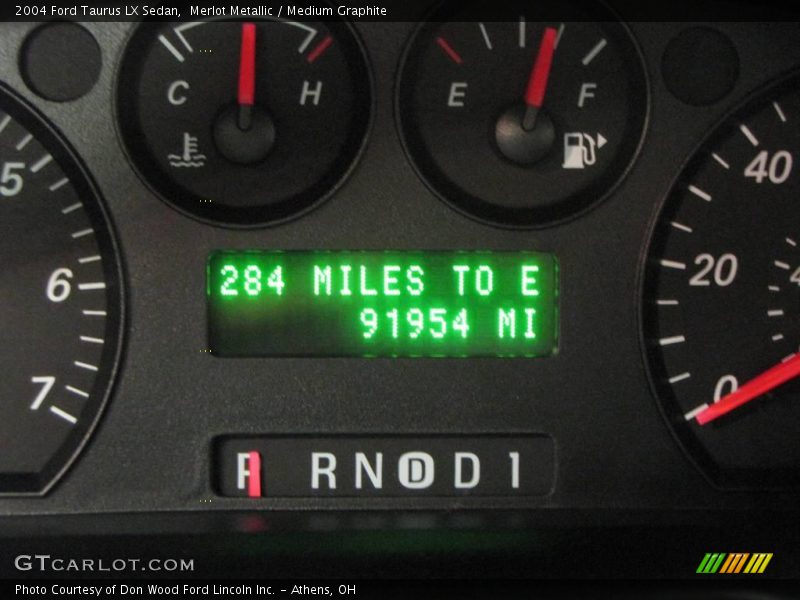 2004 Ford Taurus LX Sedan, Merlot Metallic / Medium Graphite
C H
E F
5
6
7
40
20
0
284 MILES TO E
91954 MI
P R N D D 1
GTCARLOT.COM
Photo Courtesy of Don Wood Ford Lincoln Inc. - Athens, OH